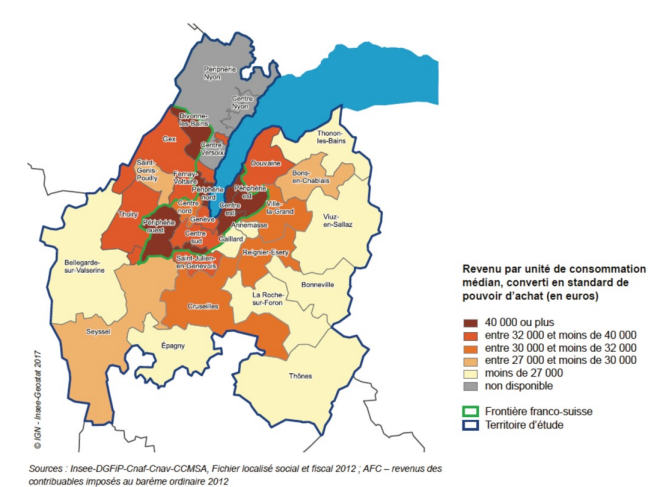 Périphérie
Nyon
Centre
Nyon
Divonne-
les-Bains
Thonon-
les-Bains
Gex
Centre
Versoix
Douvaine
Saint-
Genis
Pouilly
Ferney-
Voltaire
Bons-
en-Chablais
Périphérie
nord
Périphérie
est
Centre
nord
Centre
est
Ville-
la-Grand
Thoiry
Périphérie
ouest
Genève
Viuz-
en-Sallaz
Annemasse
Centre
sud
Gaillard
Bellegarde-
sur-Valserine
Saint-Julien-
en-Genevois
Reignier-Esery
Bonneville
La Roche-
sur-Foron
Cruseilles
Seyssel
Épagny
Thônes
Revenu par unité de consommation
médian, converti en standard de
pouvoir d'achat (en euros)
40 000 ou plus
entre 32 000 et moins de 40 000
entre 30 000 et moins de 32 000
entre 27 000 et moins de 30 000
moins de 27 000
non disponible
Frontière franco-suisse
Territoire d'étude
© IGN - Insee-Geostat 2017
Sources : Insee-DGFiP-Cnaf-Cnav-CCMSA, Fichier localisé social et fiscal 2012 ; AFC – revenus des
contribuables imposés au barème ordinaire 2012